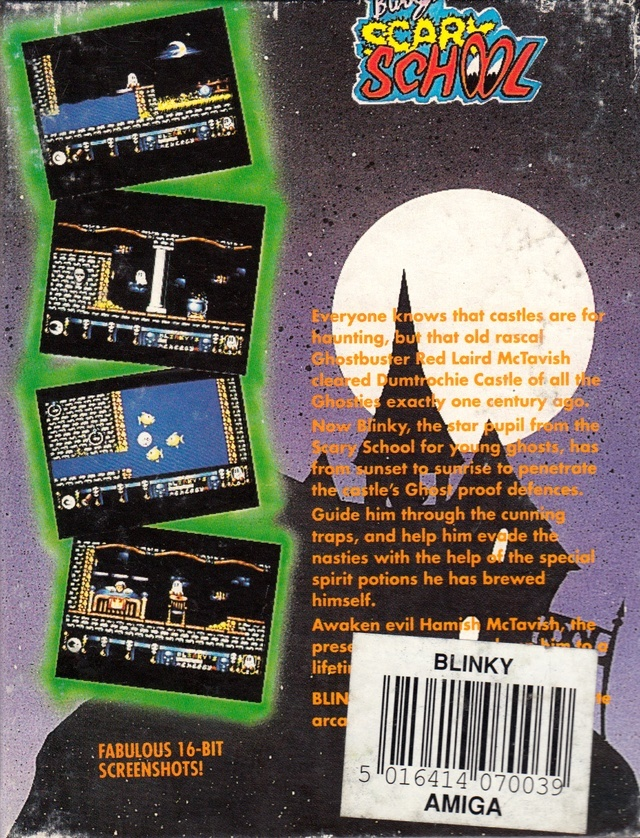 Blinky's
SCARY
SCHOOL
Everyone knows that castles are for
haunting, but that old rascal
Ghostbuster Red Laird McTavish
cleared Dumtrochie Castle of all the
Ghosties exactly one century ago.
Now Blinky, the star pupil from the
Scary School for young ghosts, has
from sunset to sunrise to penetrate
the castle's Ghost proof defences.
Guide him through the cunning
traps, and help him evade the
nasties with the help of the special
spirit potions he has brewed
himself.
Awaken evil Hamish McTavish, the
him to a
BLINKY
5 016414 070039
AMIGA
FABULOUS 16-BIT
SCREENSHOTS!